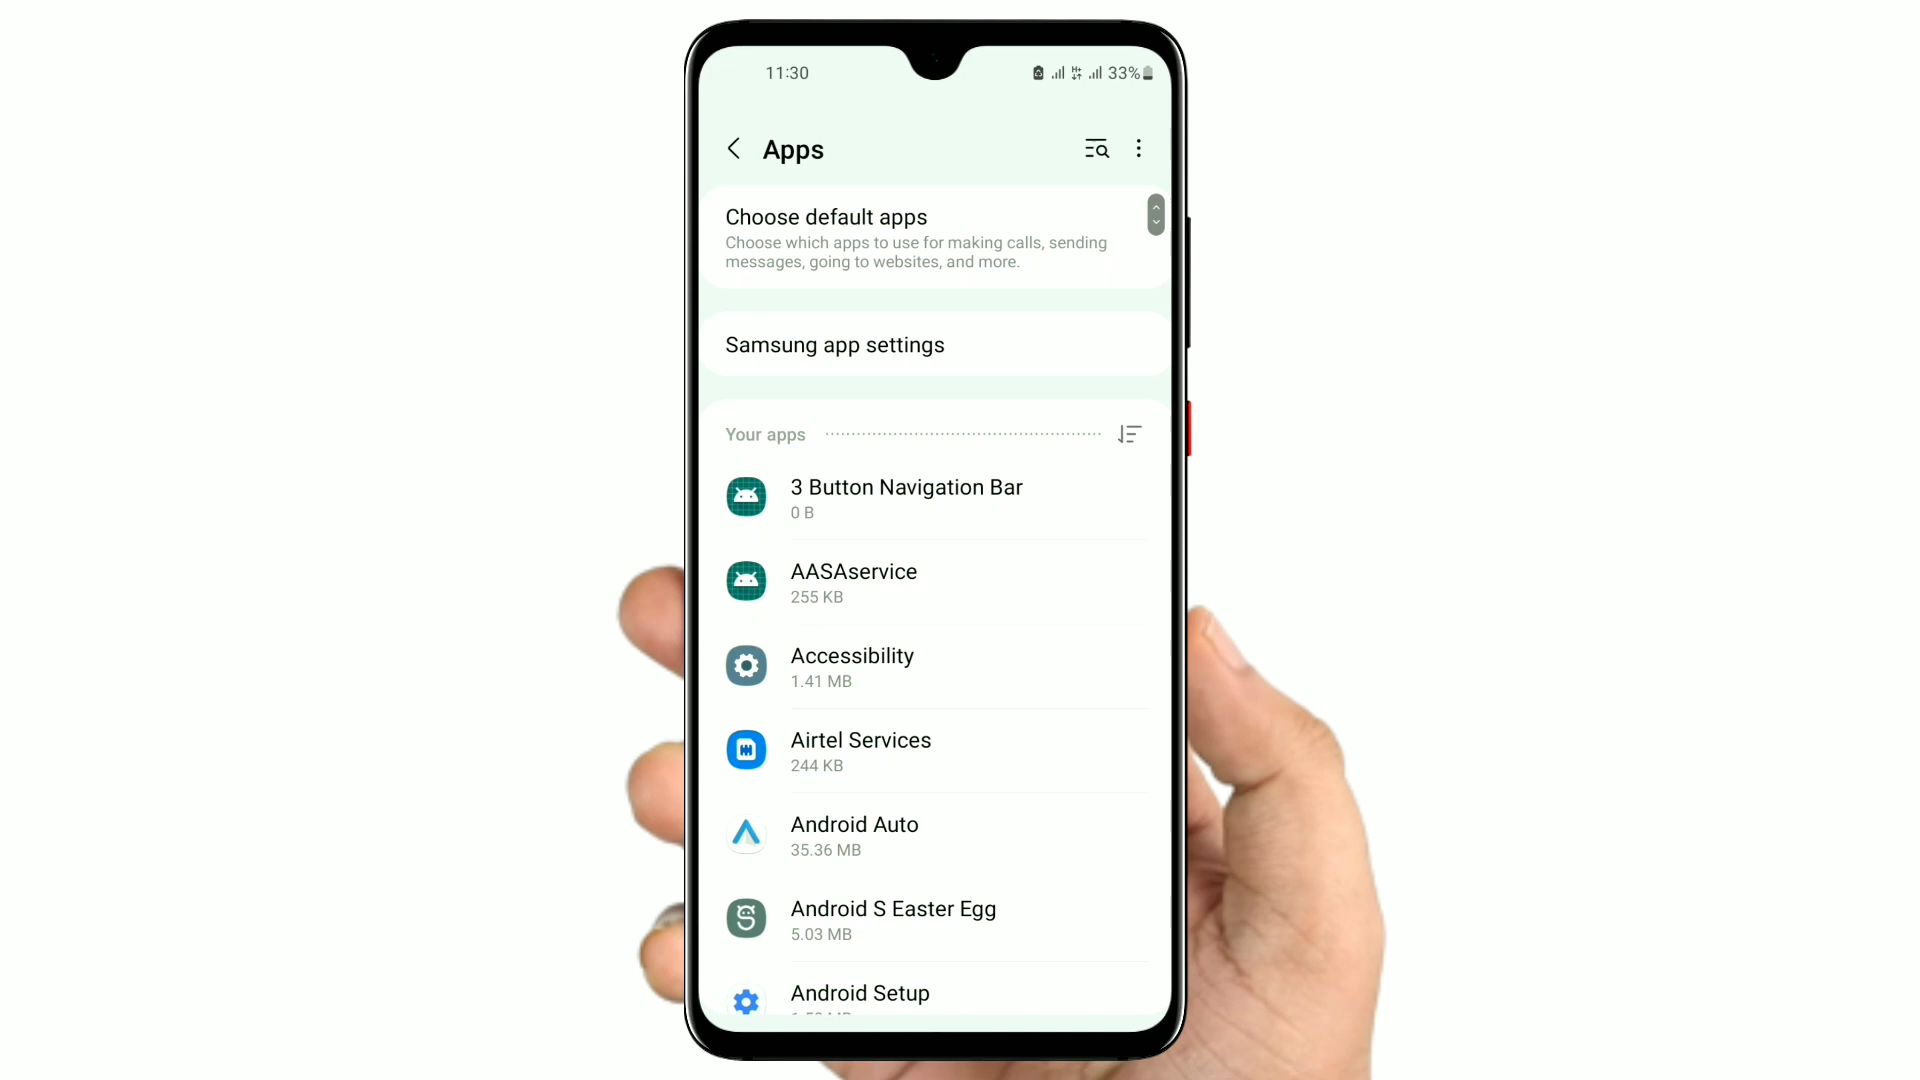 11:30
33%
Apps
Choose default apps
Choose which apps to use for making calls, sending
messages, going to websites, and more.
Samsung app settings
Your apps
3 Button Navigation Bar
0 B
AASAservice
255 KB
Accessibility
1.41 MB
Airtel Services
244 KB
Android Auto
35.36 MB
Android S Easter Egg
5.03 MB
Android Setup